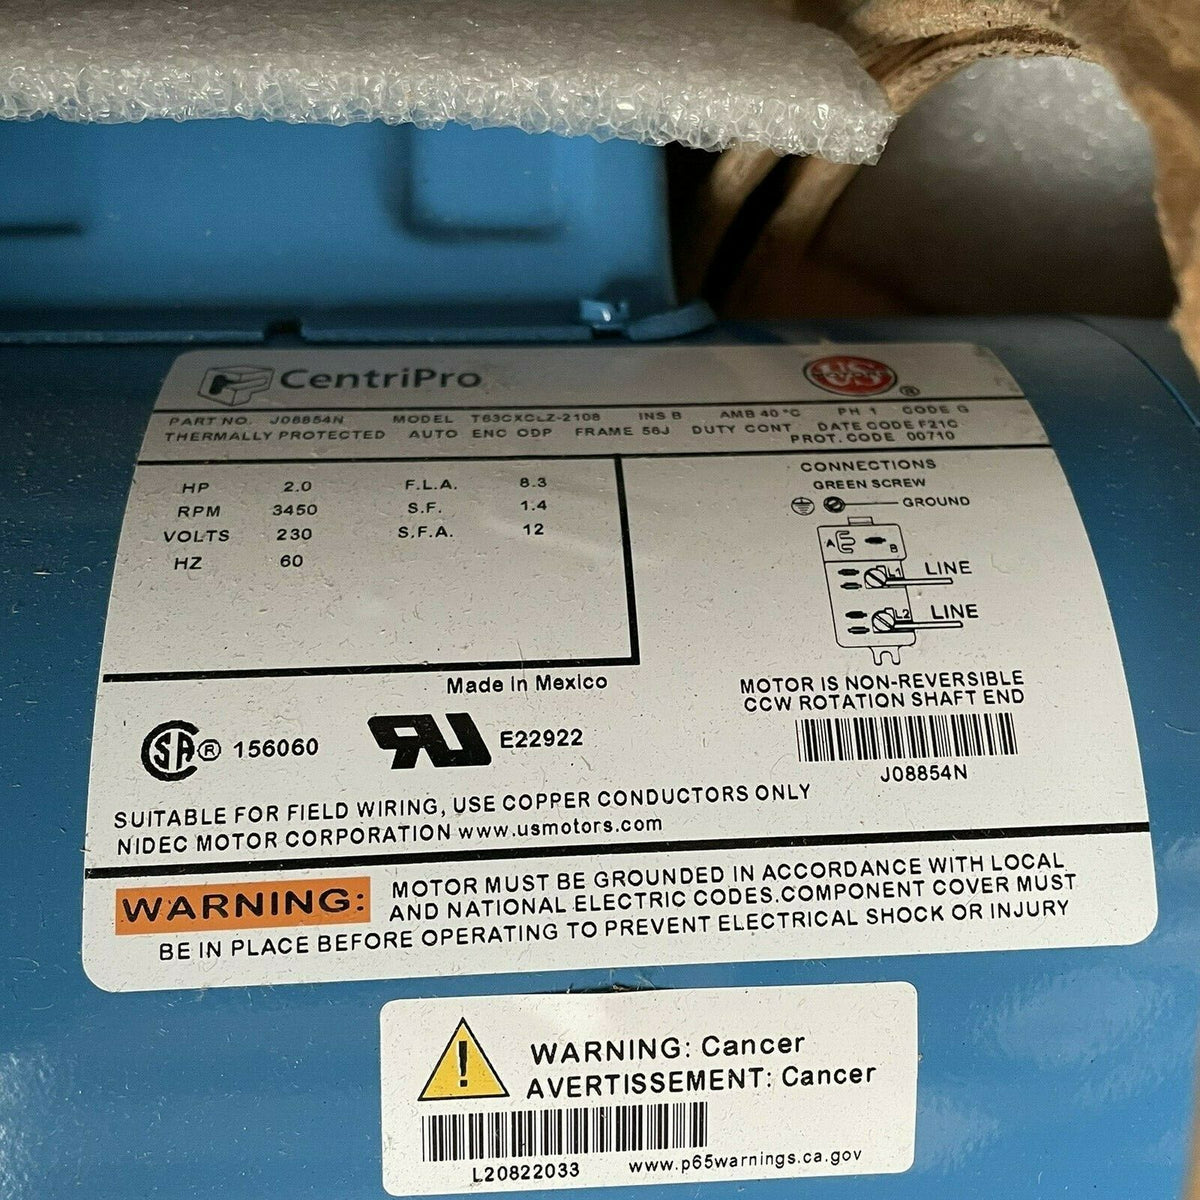 CentriPro
US MOTORS ®
PART NO. J08854N MODEL T63CXCLZ-2108 INS B AMB 40°C PH 1 CODE G
THERMALLY PROTECTED AUTO ENC ODP FRAME 56J DUTY CONT DATE CODE F21C
PROT. CODE 00710
HP 2.0 F.L.A. 8.3
RPM 3450 S.F. 1.4
VOLTS 230 S.F.A. 12
HZ 60
CONNECTIONS
GREEN SCREW
GROUND
A B
L1 LINE
L2 LINE
MOTOR IS NON-REVERSIBLE
CCW ROTATION SHAFT END
J08854N
Made in Mexico
SA ® 156060 RU E22922
SUITABLE FOR FIELD WIRING, USE COPPER CONDUCTORS ONLY
NIDEC MOTOR CORPORATION www.usmotors.com
WARNING: MOTOR MUST BE GROUNDED IN ACCORDANCE WITH LOCAL
AND NATIONAL ELECTRIC CODES.COMPONENT COVER MUST
BE IN PLACE BEFORE OPERATING TO PREVENT ELECTRICAL SHOCK OR INJURY
! WARNING: Cancer
AVERTISSEMENT: Cancer
L20822033 www.p65warnings.ca.gov